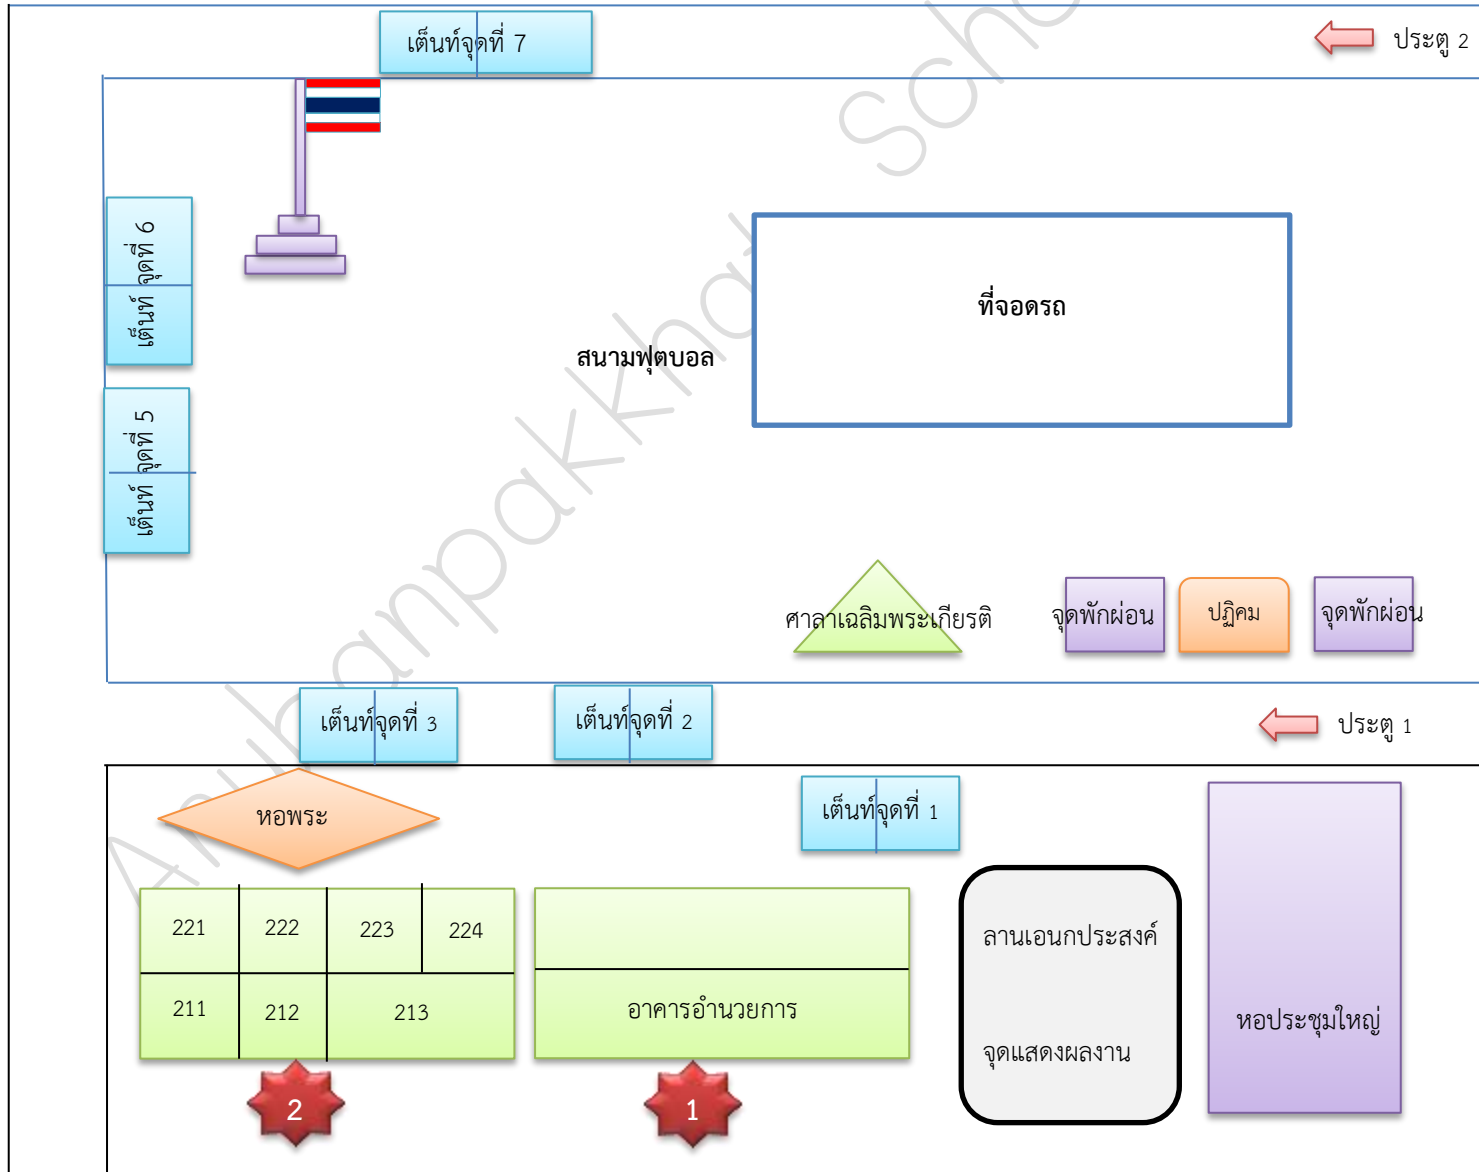 เต็นท์จุดที่ 7
ประตู 2
เต็นท์ จุดที่ 6
ที่จอดรถ
สนามฟุตบอล
เต็นท์ จุดที่ 5
ศาลาเฉลิมพระเกียรติ
จุดพักผ่อน
ปฏิคม
จุดพักผ่อน
เต็นท์จุดที่ 3
เต็นท์จุดที่ 2
ประตู 1
เต็นท์จุดที่ 1
หอพระ
221 222 223 224
211 212 213
อาคารอำนวยการ
ลานเอนกประสงค์
จุดแสดงผลงาน
หอประชุมใหญ่
2
1